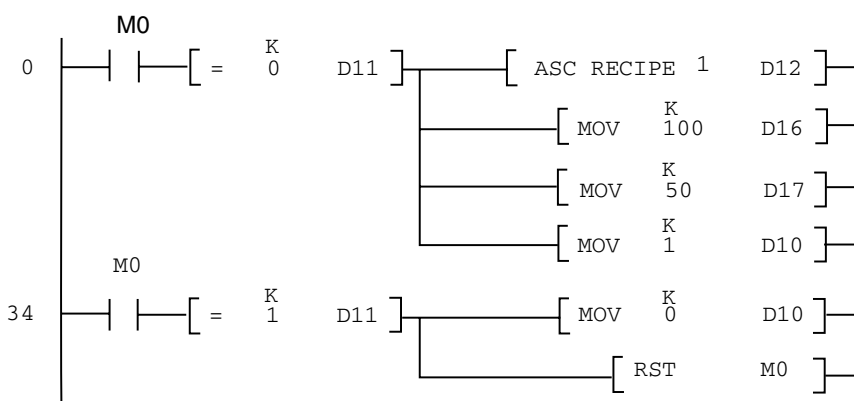 M0
K
0 = 0 D11 ASC RECIPE 1 D12
K
MOV 100 D16
K
MOV 50 D17
K
MOV 1 D10
M0
K K
34 = 1 D11 MOV 0 D10
RST M0